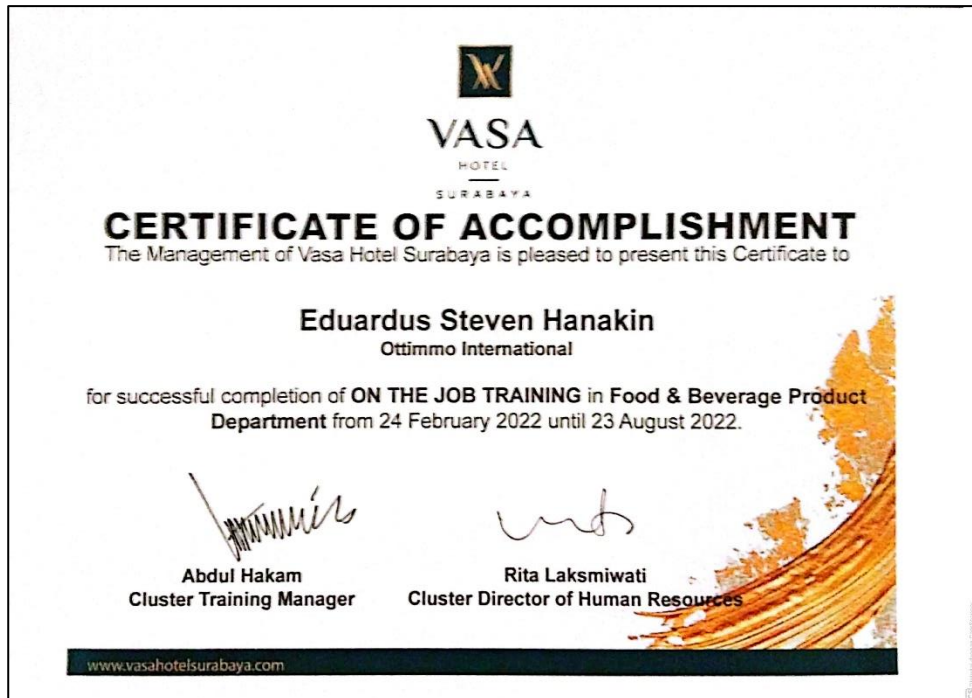 VASA
HOTEL
SURABAYA
CERTIFICATE OF ACCOMPLISHMENT
The Management of Vasa Hotel Surabaya is pleased to present this Certificate to
Eduardus Steven Hanakin
Ottimmo International
for successful completion of ON THE JOB TRAINING in Food & Beverage Product
Department from 24 February 2022 until 23 August 2022.
Abdul Hakam
Cluster Training Manager
Rita Laksmiwati
Cluster Director of Human Resources
www.vasahotelsurabaya.com